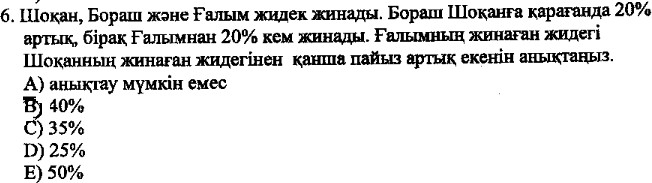 6. Шоқан, Бораш және Ғалым жидек жинады. Бораш Шоқанға қарағанда 20%
артық, бірақ Ғалымнан 20% кем жинады. Ғалымның жинаған жидегі
Шоқанның жинаған жидегінен қанша пайыз артық екенін анықтаңыз.
A) анықтау мүмкін емес
B) 40%
C) 35%
D) 25%
E) 50%